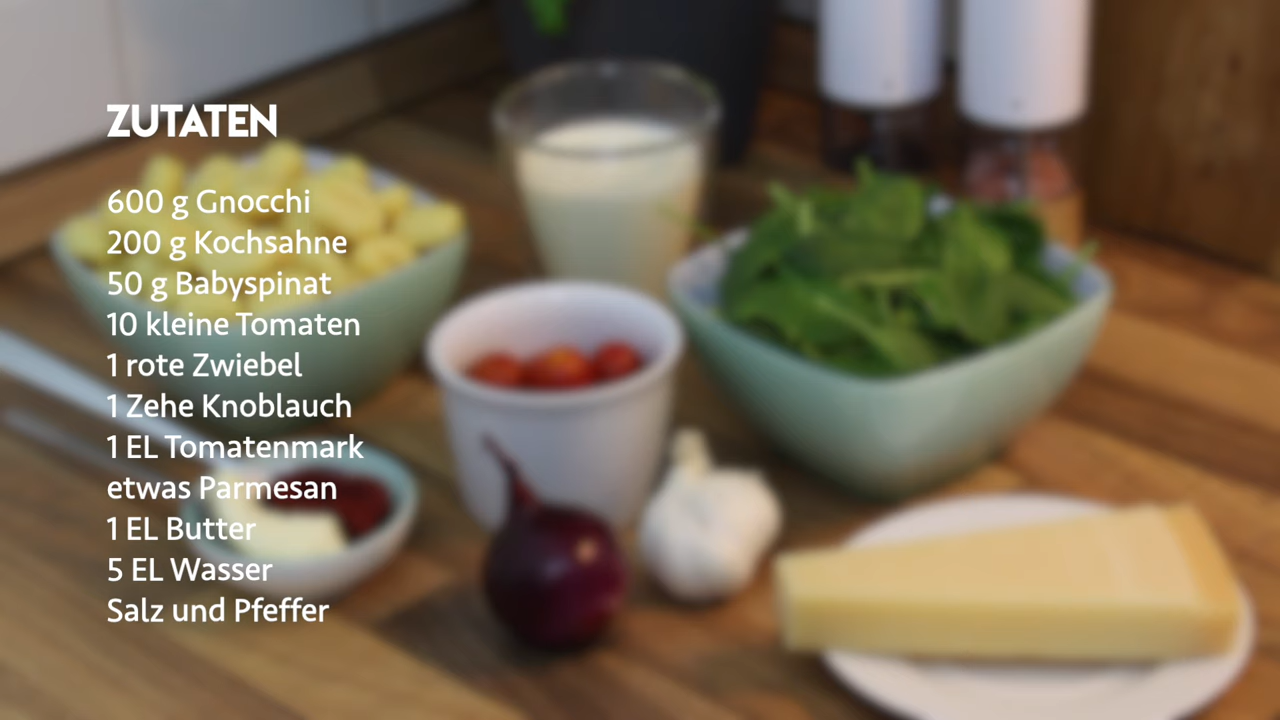 ZUTATEN
600 g Gnocchi
200 g Kochsahne
50 g Babyspinat
10 kleine Tomaten
1 rote Zwiebel
1 Zehe Knoblauch
1 EL Tomatenmark
etwas Parmesan
1 EL Butter
5 EL Wasser
Salz und Pfeffer